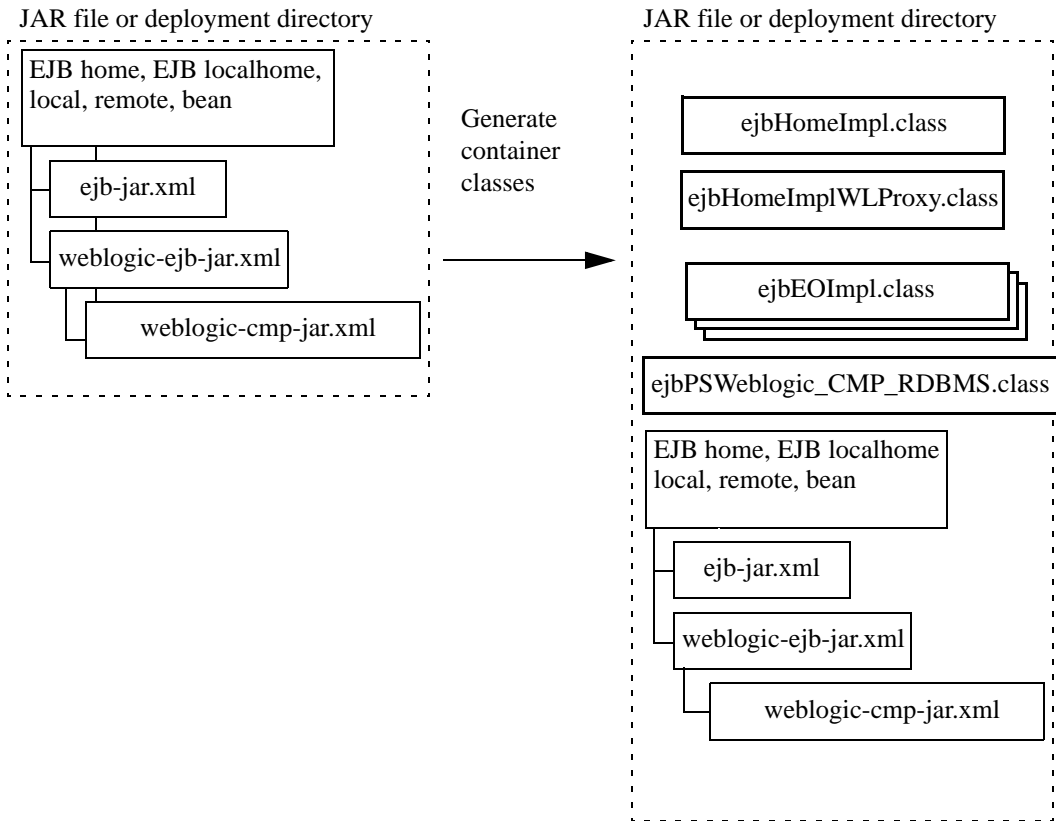 JAR file or deployment directory
EJB home, EJB localhome,
local, remote, bean
ejb-jar.xml
weblogic-ejb-jar.xml
weblogic-cmp-jar.xml
Generate
container
classes
JAR file or deployment directory
ejbHomeImpl.class
ejbHomeImplWLProxy.class
ejbEOImpl.class
ejbPSWeblogic_CMP_RDBMS.class
EJB home, EJB localhome
local, remote, bean
ejb-jar.xml
weblogic-ejb-jar.xml
weblogic-cmp-jar.xml